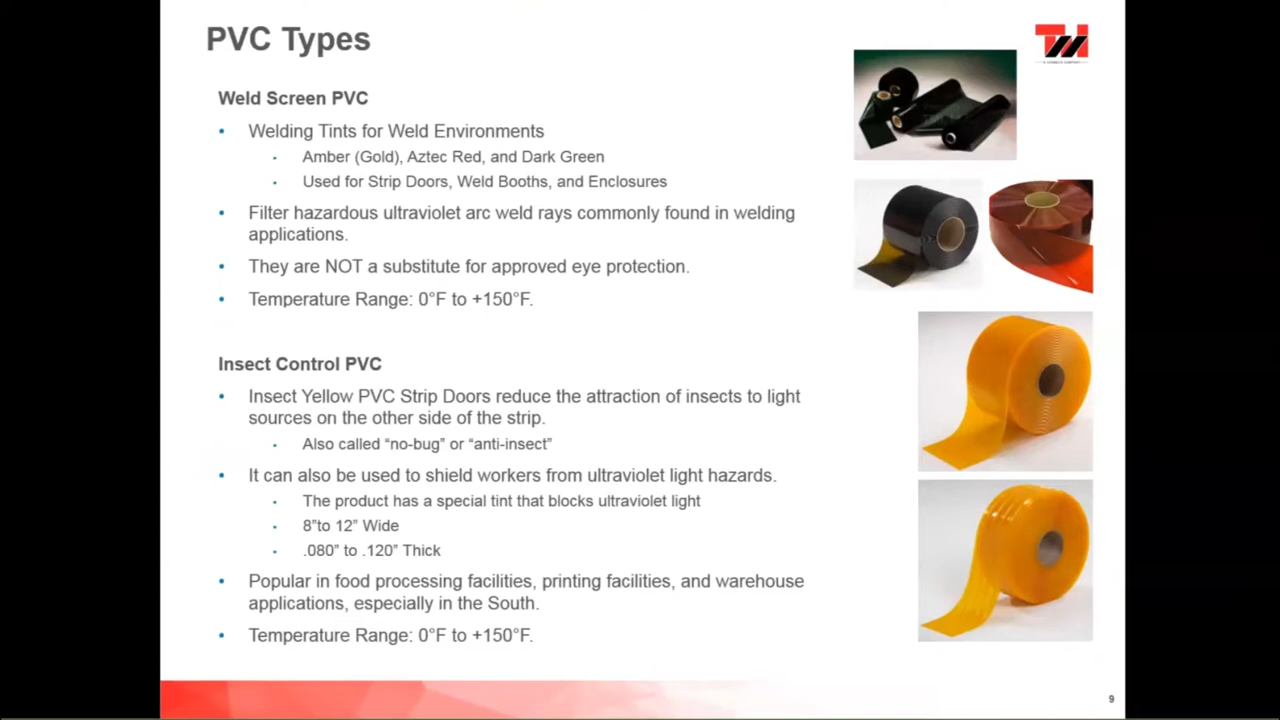 PVC Types
TMI
Weld Screen PVC
• Welding Tints for Weld Environments
• Amber (Gold), Aztec Red, and Dark Green
• Used for Strip Doors, Weld Booths, and Enclosures
• Filter hazardous ultraviolet arc weld rays commonly found in welding
applications.
• They are NOT a substitute for approved eye protection.
• Temperature Range: 0°F to +150°F.
Insect Control PVC
• Insect Yellow PVC Strip Doors reduce the attraction of insects to light
sources on the other side of the strip.
• Also called “no-bug” or “anti-insect”
• It can also be used to shield workers from ultraviolet light hazards.
• The product has a special tint that blocks ultraviolet light
• 8”to 12” Wide
• .080” to .120” Thick
• Popular in food processing facilities, printing facilities, and warehouse
applications, especially in the South.
• Temperature Range: 0°F to +150°F.
9